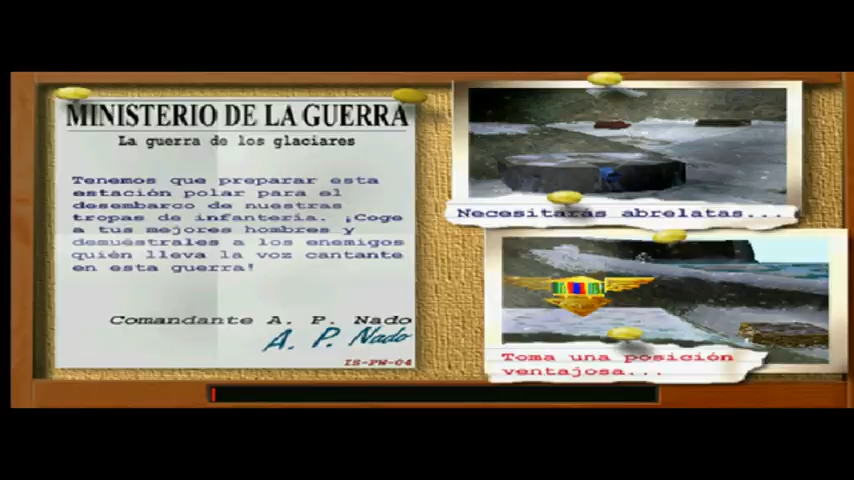 MINISTERIO DE LA GUERRA
La guerra de los glaciares
Tenemos que preparar esta
estación polar para el
desembarco de nuestras
tropas de infantería. ¡Coge
a tus mejores hombres y
demuéstrales a los enemigos
quién lleva la voz cantante
en esta guerra!
Comandante A. P. Nado
A. P. Nado
IS-PW-04
Necesitarás abrelatas...
Toma una posición
ventajosa...